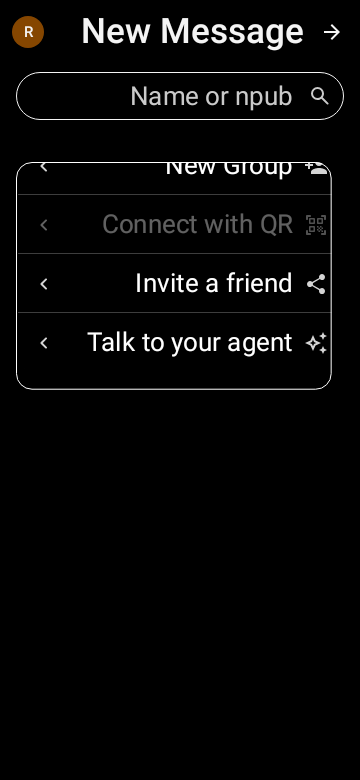 R
New Message
Name or npub
New Group
Connect with QR
Invite a friend
Talk to your agent